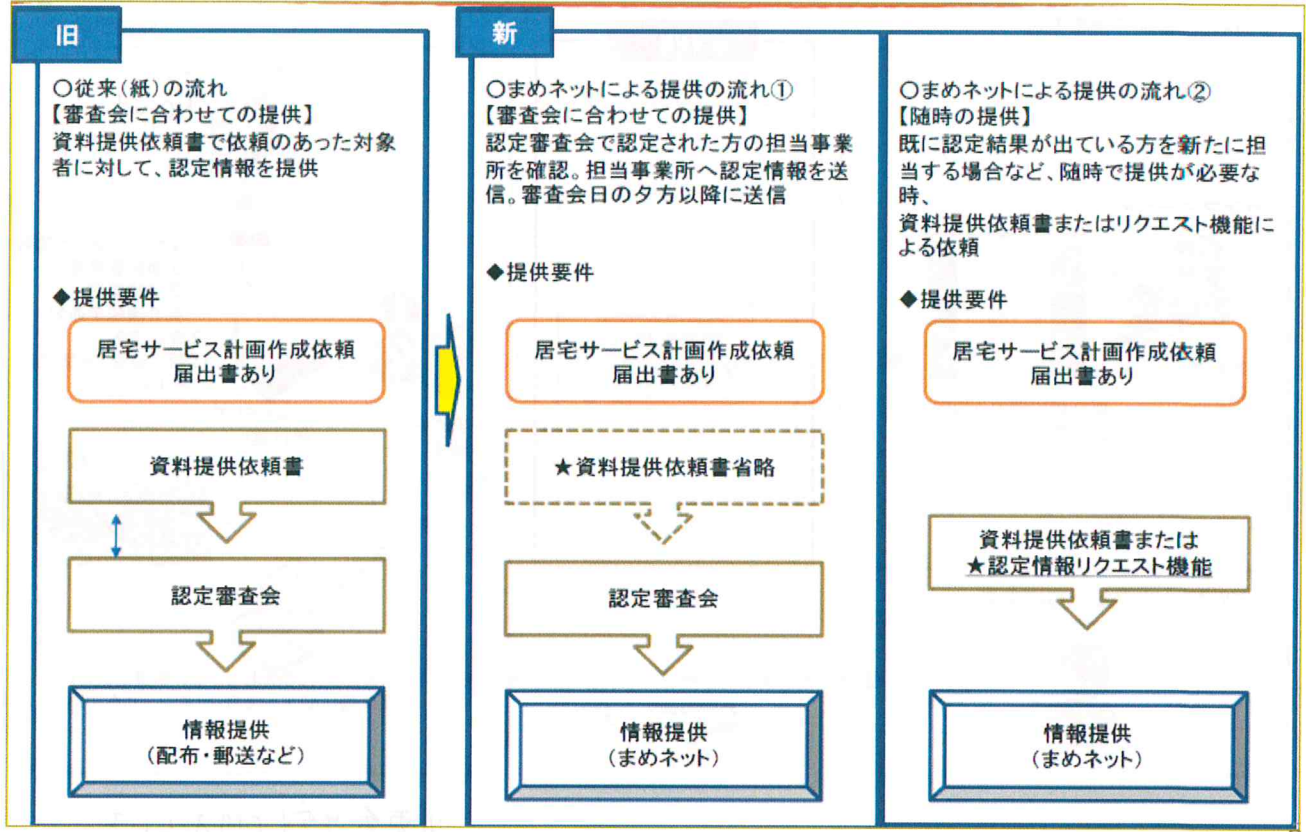 旧
〇従来(紙)の流れ
【審査会に合わせての提供】
資料提供依頼書で依頼のあった対象
者に対して、認定情報を提供
◆提供要件
居宅サービス計画作成依頼
届出書あり
資料提供依頼書
認定審査会
情報提供
(配布・郵送など)
新
〇まめネットによる提供の流れ①
【審査会に合わせての提供】
認定審査会で認定された方の担当事業
所を確認。担当事業所へ認定情報を送
信。審査会日の夕方以降に送信
◆提供要件
居宅サービス計画作成依頼
届出書あり
★資料提供依頼書省略
認定審査会
情報提供
(まめネット)
〇まめネットによる提供の流れ②
【随時の提供】
既に認定結果が出ている方を新たに担
当する場合など、随時で提供が必要な
時、
資料提供依頼書またはリクエスト機能に
よる依頼
◆提供要件
居宅サービス計画作成依頼
届出書あり
資料提供依頼書または
★認定情報リクエスト機能
情報提供
(まめネット)